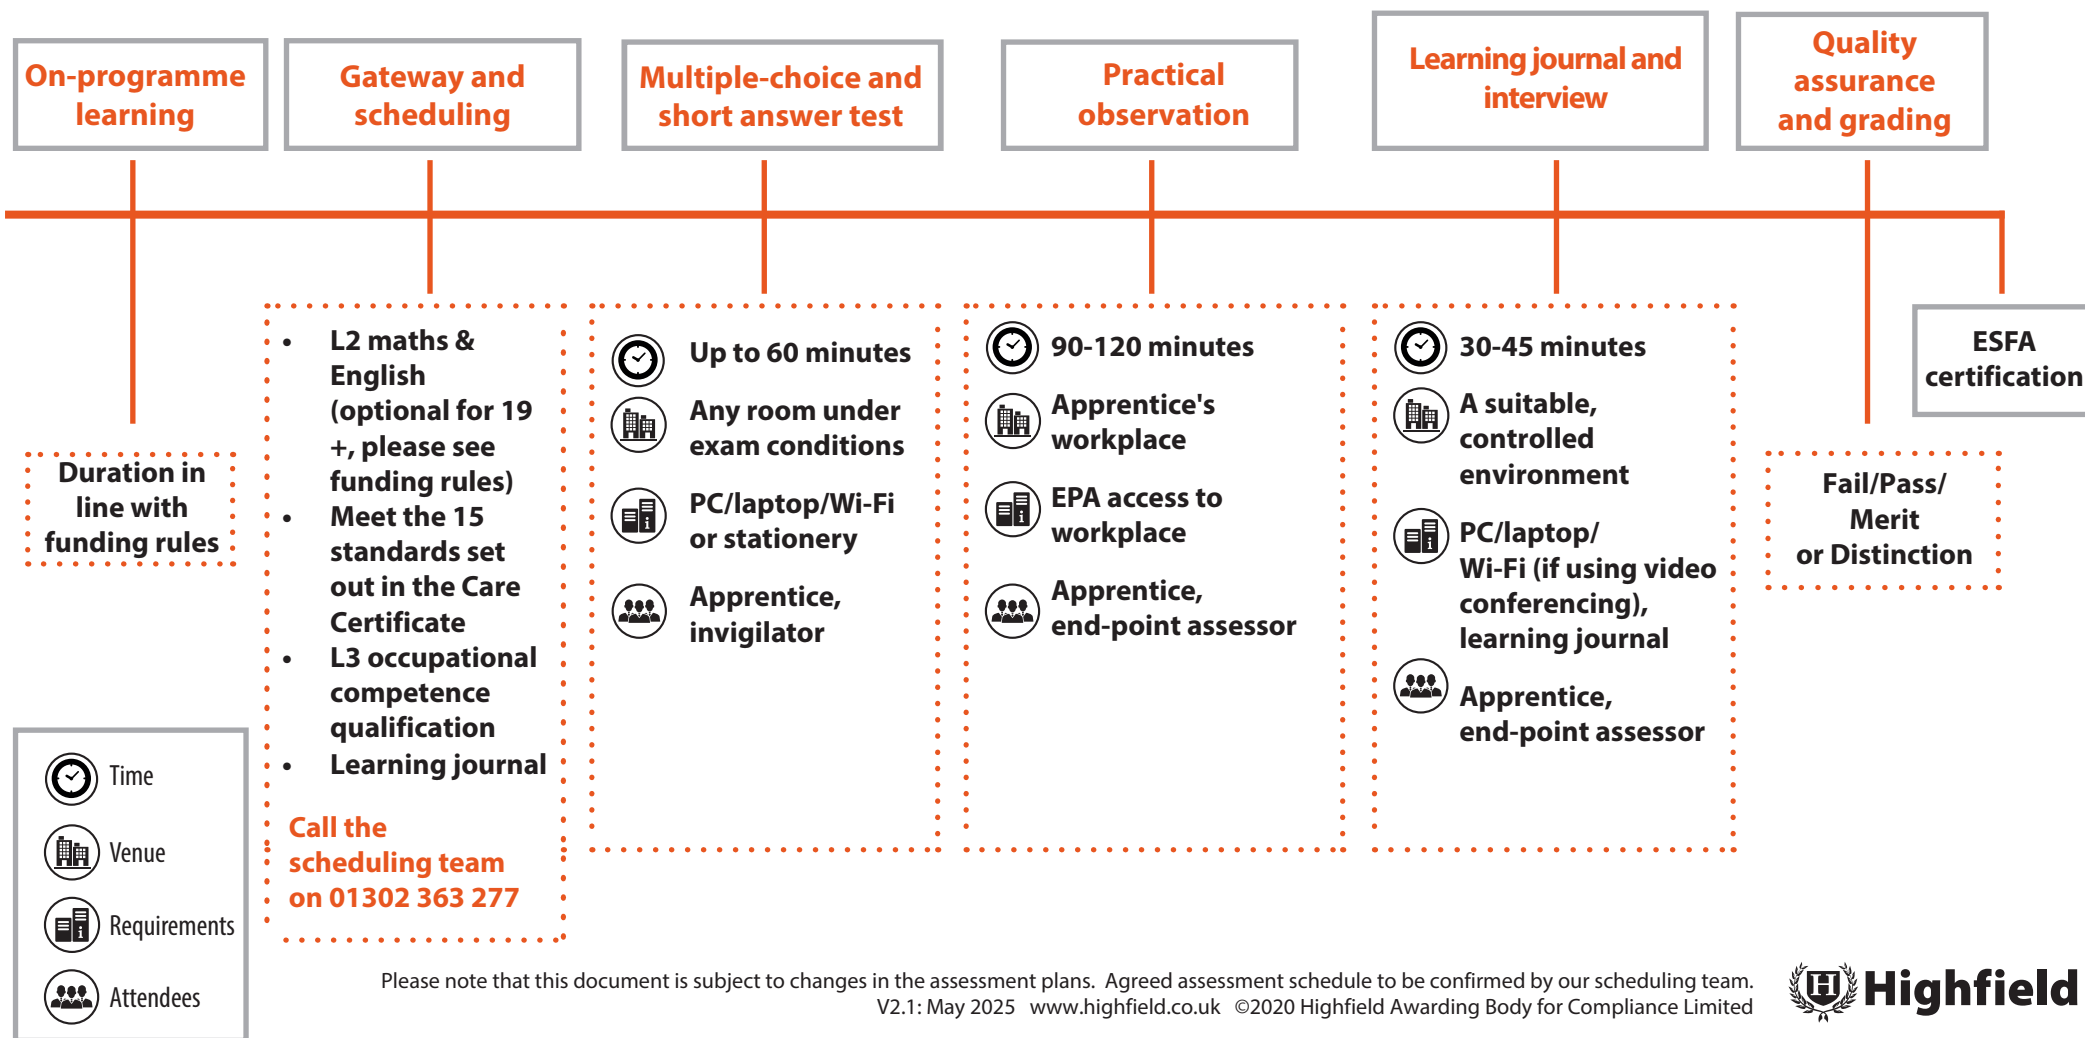 On-programme
learning
Gateway and
scheduling
Multiple-choice and
short answer test
Practical
observation
Learning journal and
interview
Quality
assurance
and grading
Duration in
line with
funding rules
• L2 maths &
English
(optional for 19
+, please see
funding rules)
• Meet the 15
standards set
out in the Care
Certificate
• L3 occupational
competence
qualification
• Learning journal
Call the
scheduling team
on 01302 363 277
Up to 60 minutes
Any room under
exam conditions
PC/laptop/Wi-Fi
or stationery
Apprentice,
invigilator
90-120 minutes
Apprentice's
workplace
EPA access to
workplace
Apprentice,
end-point assessor
30-45 minutes
A suitable,
controlled
environment
PC/laptop/
Wi-Fi (if using video
conferencing),
learning journal
Apprentice,
end-point assessor
Fail/Pass/
Merit
or Distinction
ESFA
certification
Time
Venue
Requirements
Attendees
Please note that this document is subject to changes in the assessment plans. Agreed assessment schedule to be confirmed by our scheduling team.
V2.1: May 2025 www.highfield.co.uk ©2020 Highfield Awarding Body for Compliance Limited
H Highfield